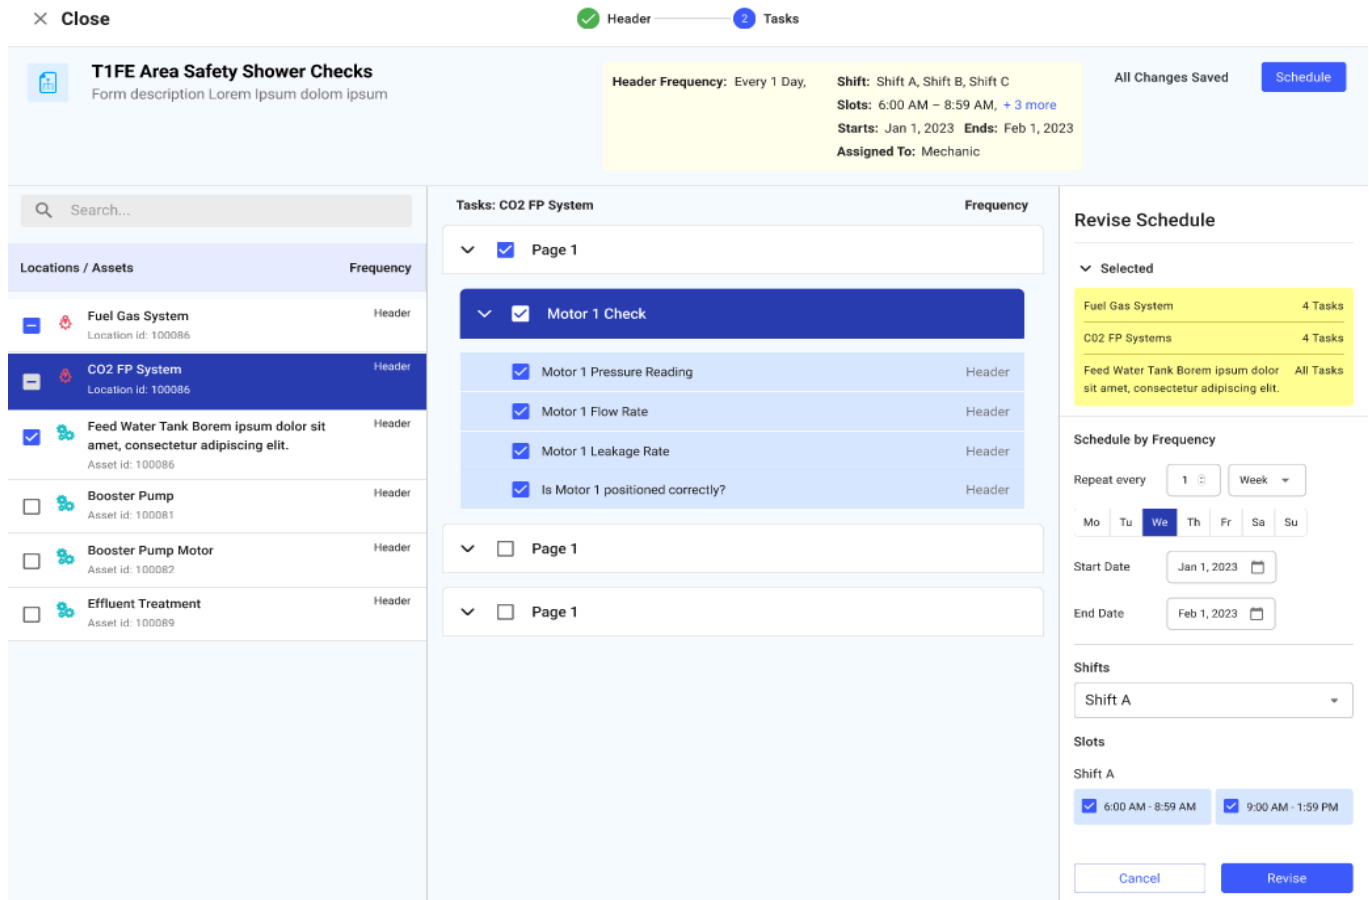 Close
Header
2
Tasks
T1FE Area Safety Shower Checks
Form description Lorem Ipsum dolom ipsum
Header Frequency: Every 1 Day,
Shift: Shift A, Shift B, Shift C
Slots: 6:00 AM – 8:59 AM, + 3 more
Starts: Jan 1, 2023 Ends: Feb 1, 2023
Assigned To: Mechanic
All Changes Saved
Schedule
Search...
Locations / Assets Frequency
Fuel Gas System Header
Location id: 100086
CO2 FP System Header
Location id: 100086
Feed Water Tank Borem ipsum dolor sit Header
amet, consectetur adipiscing elit.
Asset id: 100086
Booster Pump Header
Asset id: 100081
Booster Pump Motor Header
Asset id: 100082
Effluent Treatment Header
Asset id: 100089
Tasks: CO2 FP System Frequency
Page 1
Motor 1 Check
Motor 1 Pressure Reading Header
Motor 1 Flow Rate Header
Motor 1 Leakage Rate Header
Is Motor 1 positioned correctly? Header
Page 1
Page 1
Revise Schedule
Selected
Fuel Gas System 4 Tasks
C02 FP Systems 4 Tasks
Feed Water Tank Borem ipsum dolor All Tasks
sit amet, consectetur adipiscing elit.
Schedule by Frequency
Repeat every 1 Week
Mo Tu We Th Fr Sa Su
Start Date Jan 1, 2023
End Date Feb 1, 2023
Shifts
Shift A
Slots
Shift A
6:00 AM - 8:59 AM 9:00 AM - 1:59 PM
Cancel Revise